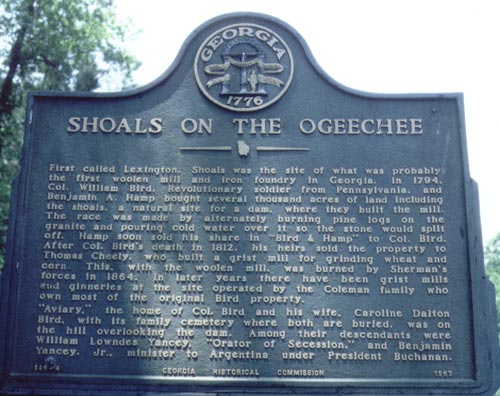 GEORGIA
1776
SHOALS ON THE OGEECHEE
First called Lexington, Shoals was the site of what was probably
the first woolen mill and iron foundry in Georgia. In 1794,
Col. William Bird, Revolutionary soldier from Pennsylvania, and
Benjamin A. Hamp bought several thousand acres of land including
the shoals, a natural site for a dam, where they built the mill.
The race was made by alternately burning pine logs on the
granite and pouring cold water over it so the stone would split
off. Hamp soon sold his share in "Bird & Hamp" to Col. Bird.
After Col. Bird's death in 1812, his heirs sold the property to
Thomas Cheely, who built a grist mill for grinding wheat and
corn. This, with the woolen mill, was burned by Sherman's
forces in 1864. In later years there have been grist mills
and ginneries at the site operated by the Coleman family who
own most of the original Bird property.
"Aviary," the home of Col. Bird and his wife, Caroline Dalton
Bird, with its family cemetery where both are buried, was on
the hill overlooking the dam. Among their descendants were
William Lowndes Yancey, "Orator of Secession," and Benjamin
Yancey, Jr., minister to Argentina under President Buchanan.
GEORGIA HISTORICAL COMMISSION 1957